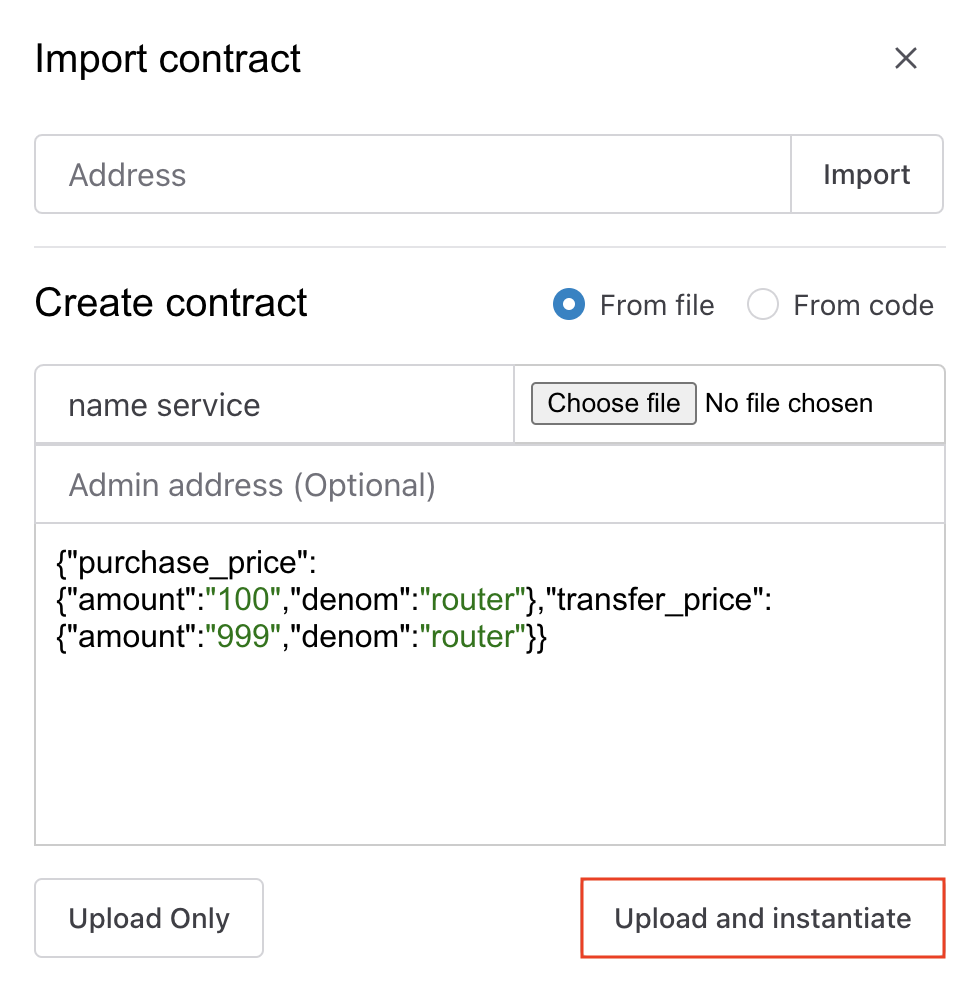 Import contract
Address
Import
Create contract
From file
From code
name service
Choose file No file chosen
Admin address (Optional)
{"purchase_price":
{"amount":"100","denom":"router"},"transfer_price":
{"amount":"999","denom":"router"}}
Upload Only
Upload and instantiate